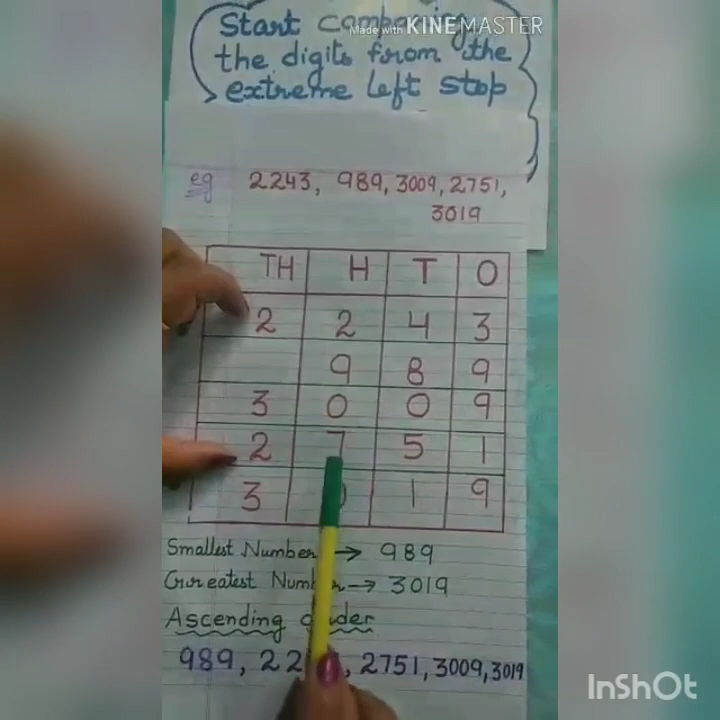 Start
Made with KINEMASTER
the digits from the
extreme left stop
eg 2243, 989, 3009, 2751,
3019
TH H T O
2 2 4 3
9 8 9
3 0 0 9
2 7 5 1
3 1 9
Smallest Number → 989
Greatest → 3019
Ascending
989, 2751, 3009, 3019
InShOt